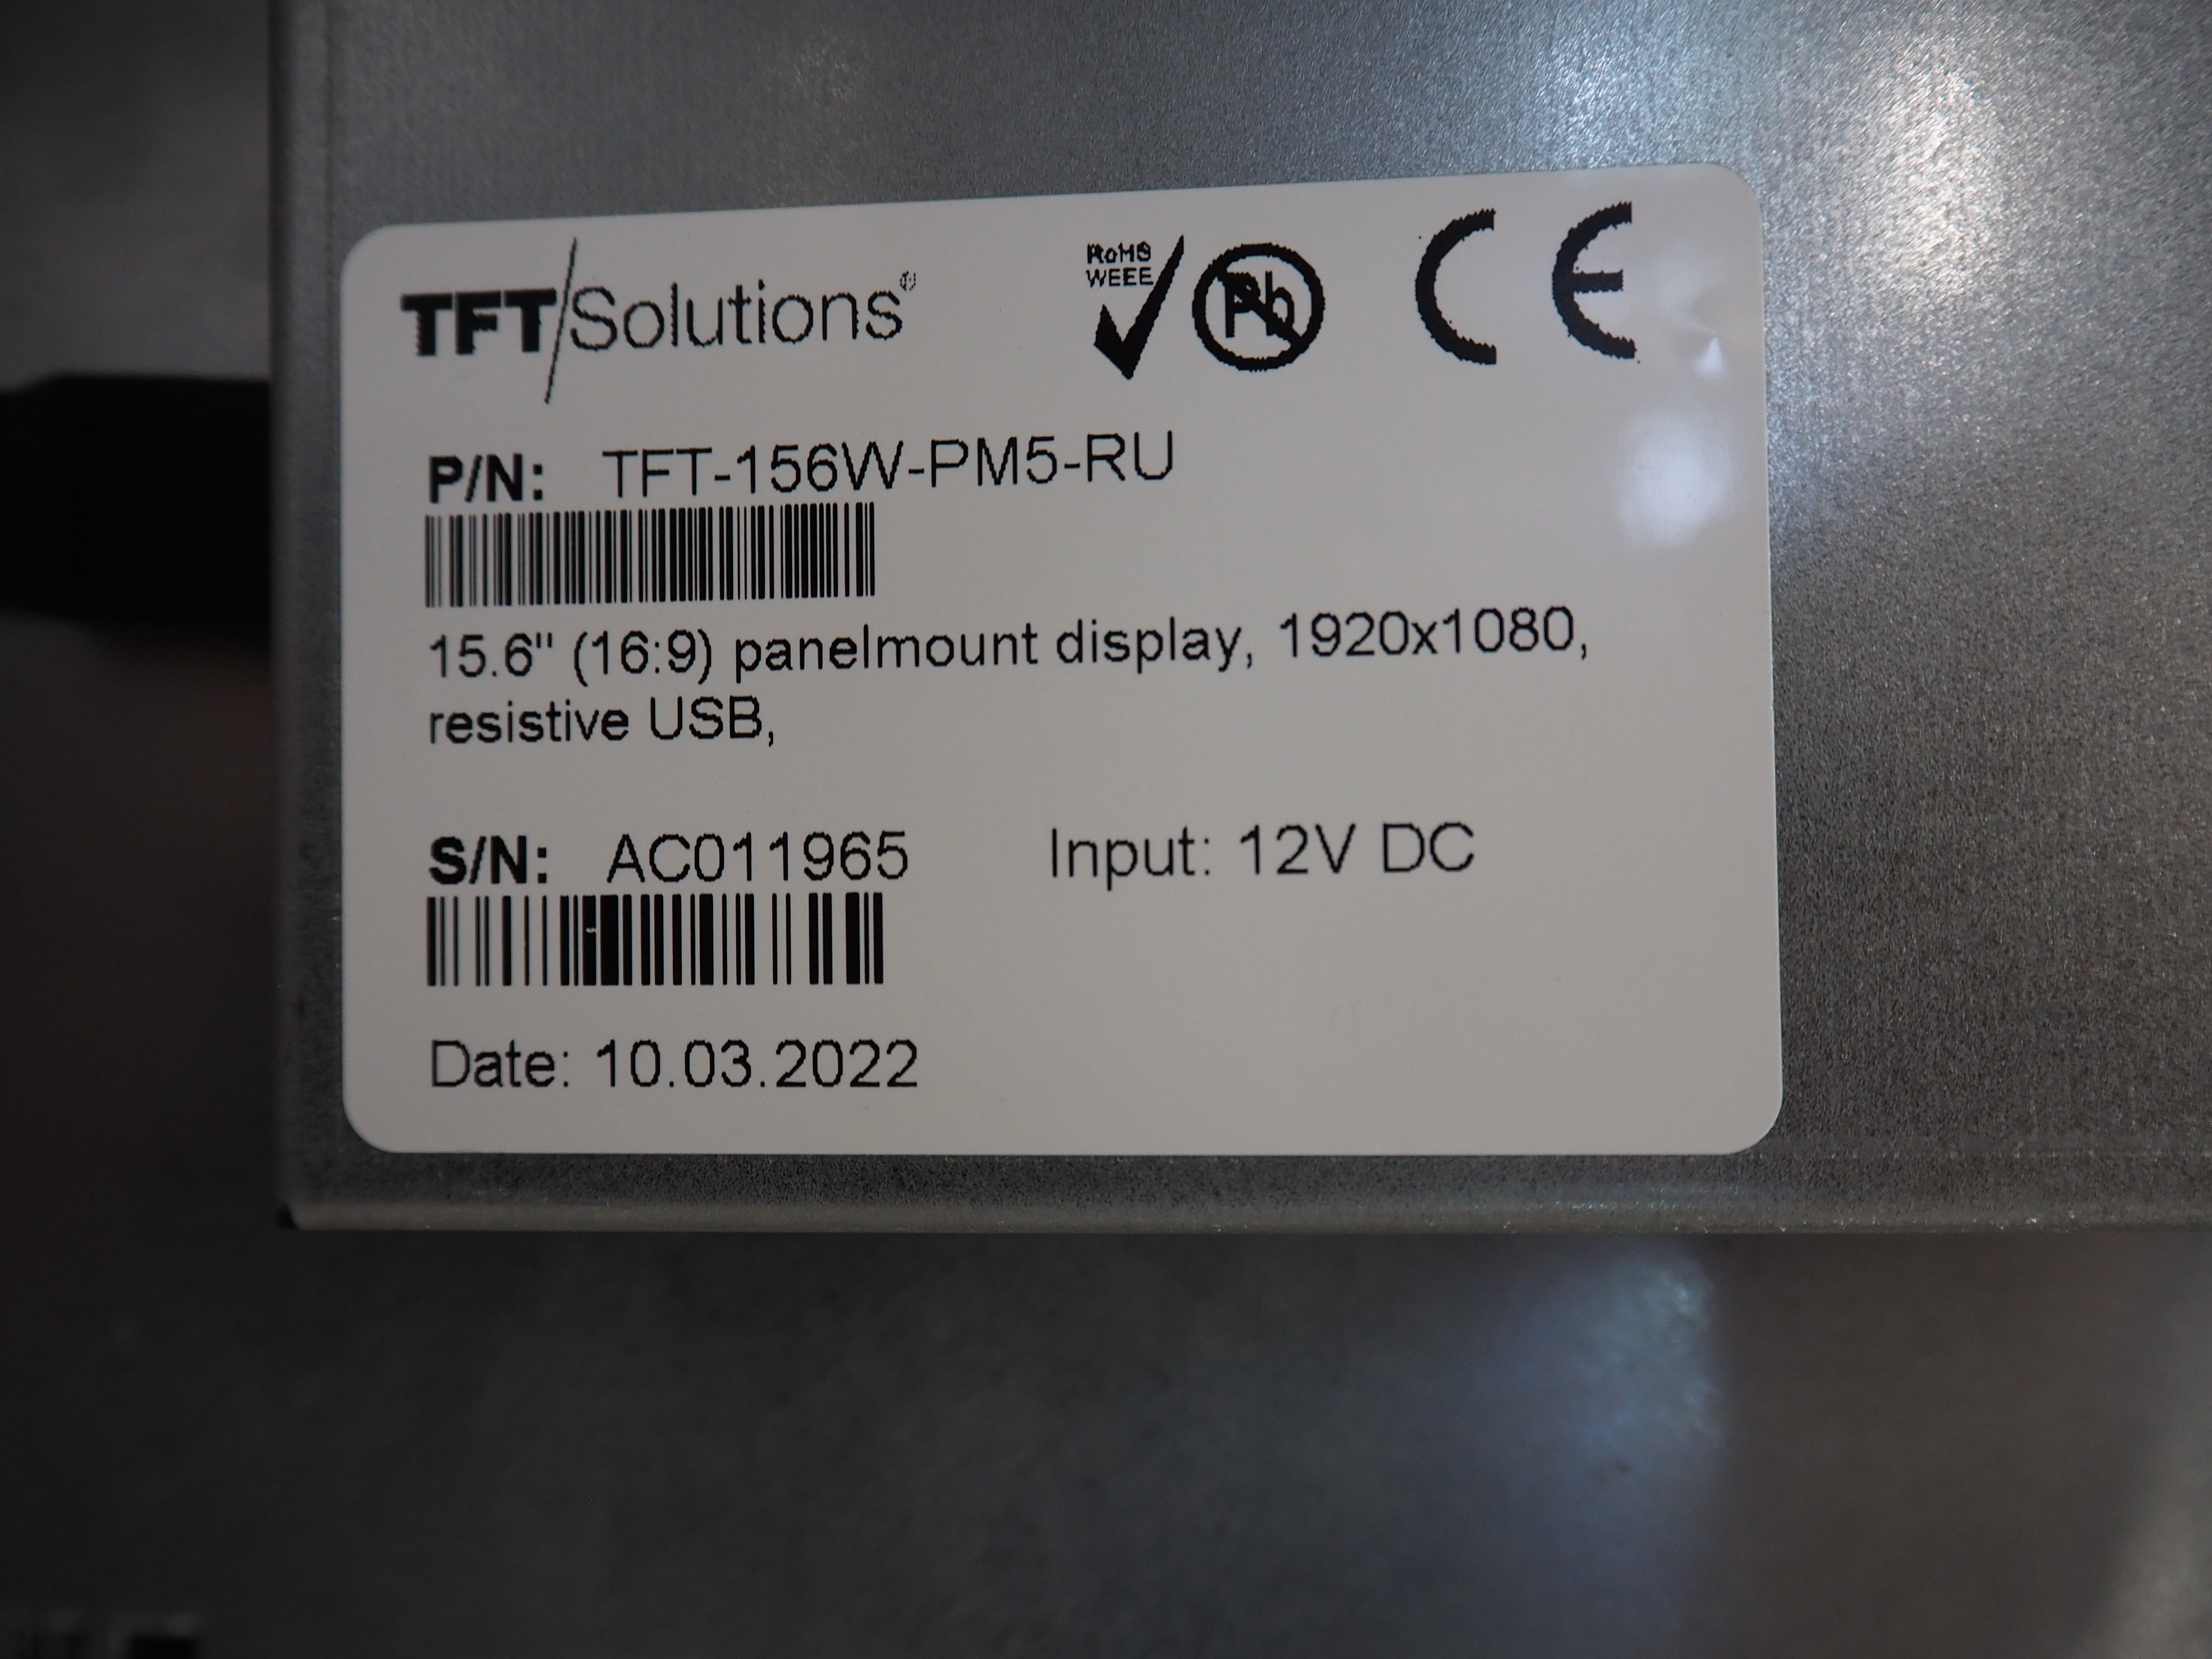 TFT/Solutions®
RoHS
WEEE
Pb
CE
P/N: TFT-156W-PM5-RU
15.6" (16:9) panelmount display, 1920x1080,
resistive USB,
S/N: AC011965 Input: 12V DC
Date: 10.03.2022